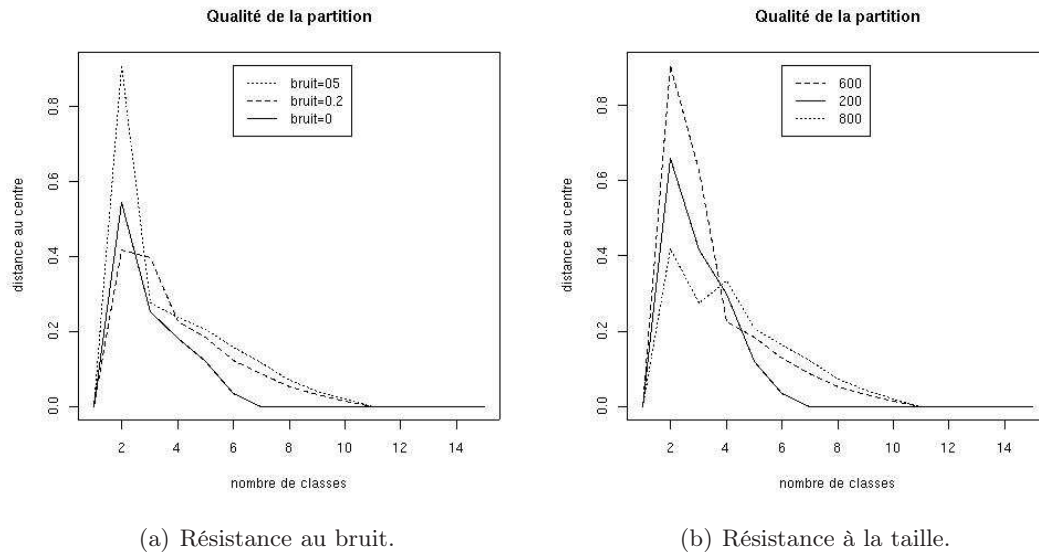 Qualité de la partition
distance au centre
0.0 0.2 0.4 0.6 0.8
bruit=05
bruit=0.2
bruit=0
2 4 6 8 10 12 14
nombre de classes
(a) Résistance au bruit.
Qualité de la partition
distance au centre
0.0 0.2 0.4 0.6 0.8
600
200
800
2 4 6 8 10 12 14
nombre de classes
(b) Résistance à la taille.